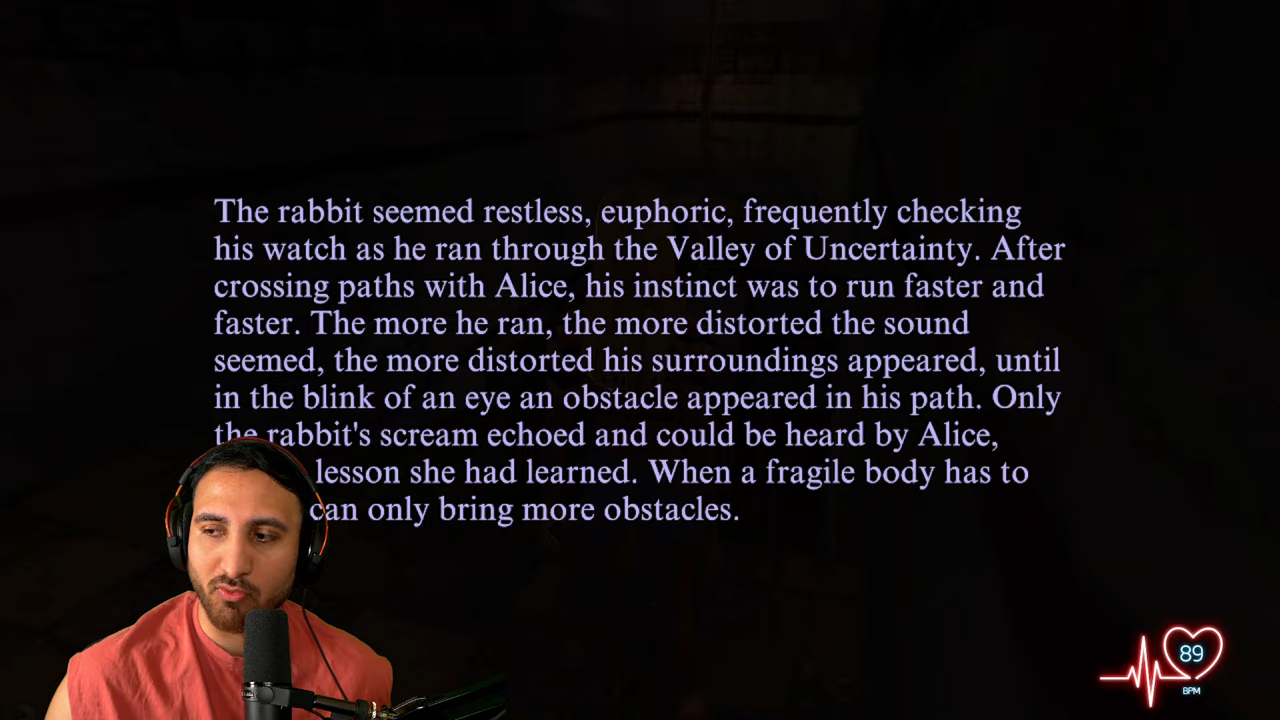 The rabbit seemed restless, euphoric, frequently checking
his watch as he ran through the Valley of Uncertainty. After
crossing paths with Alice, his instinct was to run faster and
faster. The more he ran, the more distorted the sound
seemed, the more distorted his surroundings appeared, until
in the blink of an eye an obstacle appeared in his path. Only
the rabbit's scream echoed and could be heard by Alice,
lesson she had learned. When a fragile body has to
can only bring more obstacles.
89
BPM